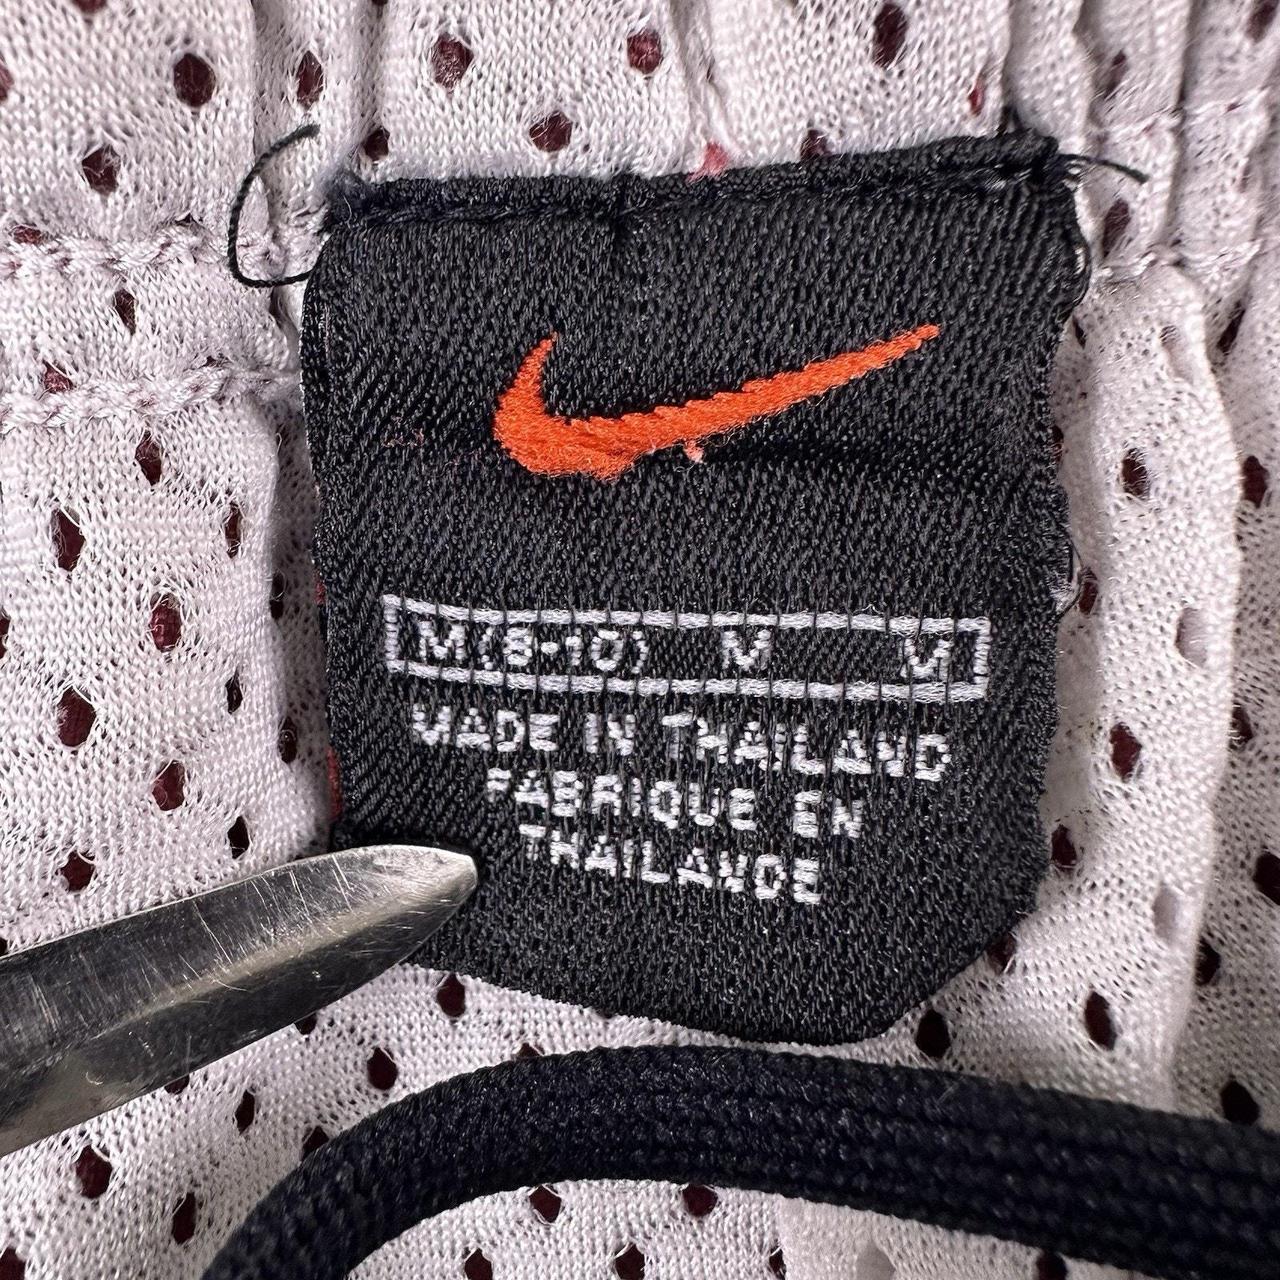 M(8-10) M M
MADE IN THAILAND
FABRIQUE EN
THAILANDE